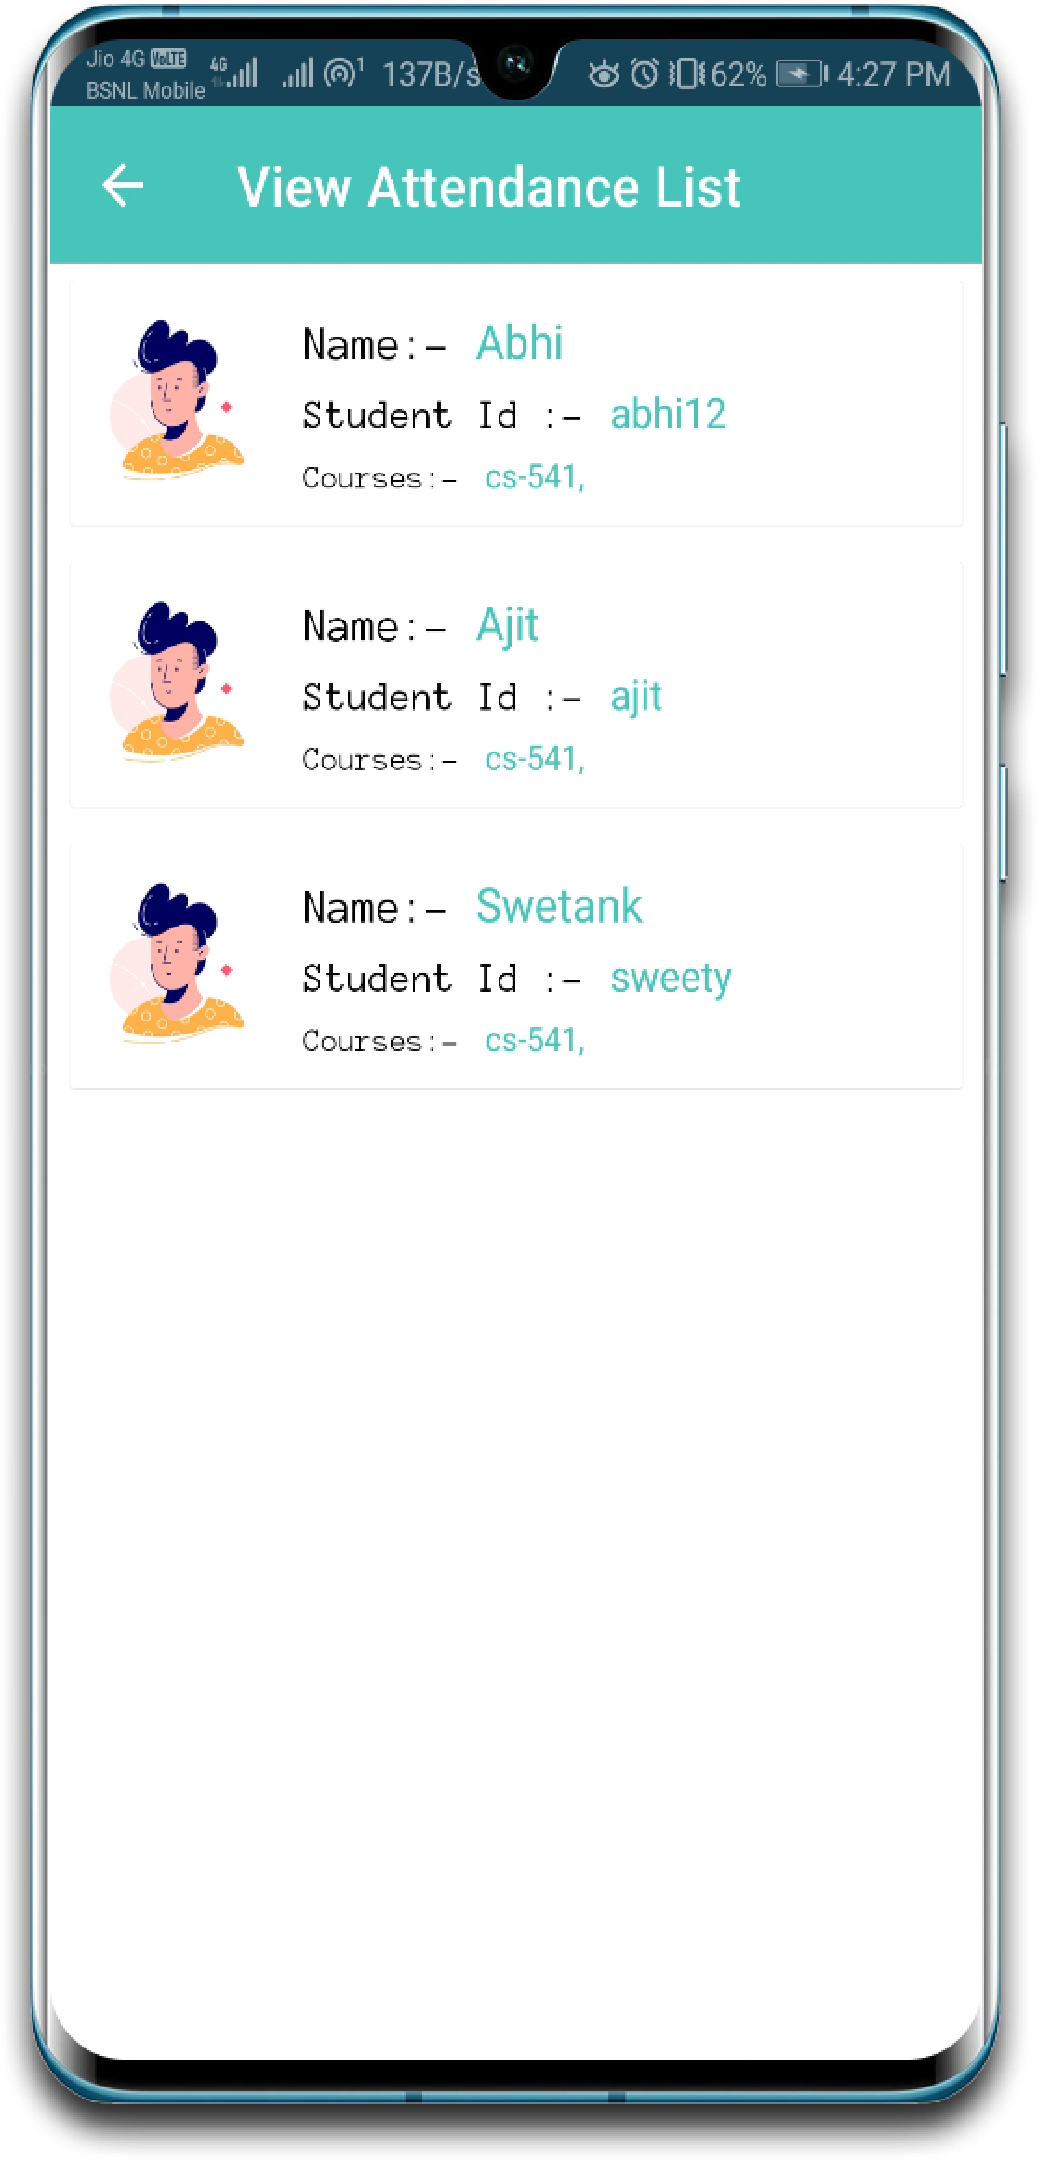 Jio 4G VoLTE 4G 1 137B/s 62% 4:27 PM
BSNL Mobile
View Attendance List
Name:- Abhi
Student Id :- abhi12
Courses:- cs-541,
Name:- Ajit
Student Id :- ajit
Courses:- cs-541,
Name:- Swetank
Student Id :- sweety
Courses:- cs-541,